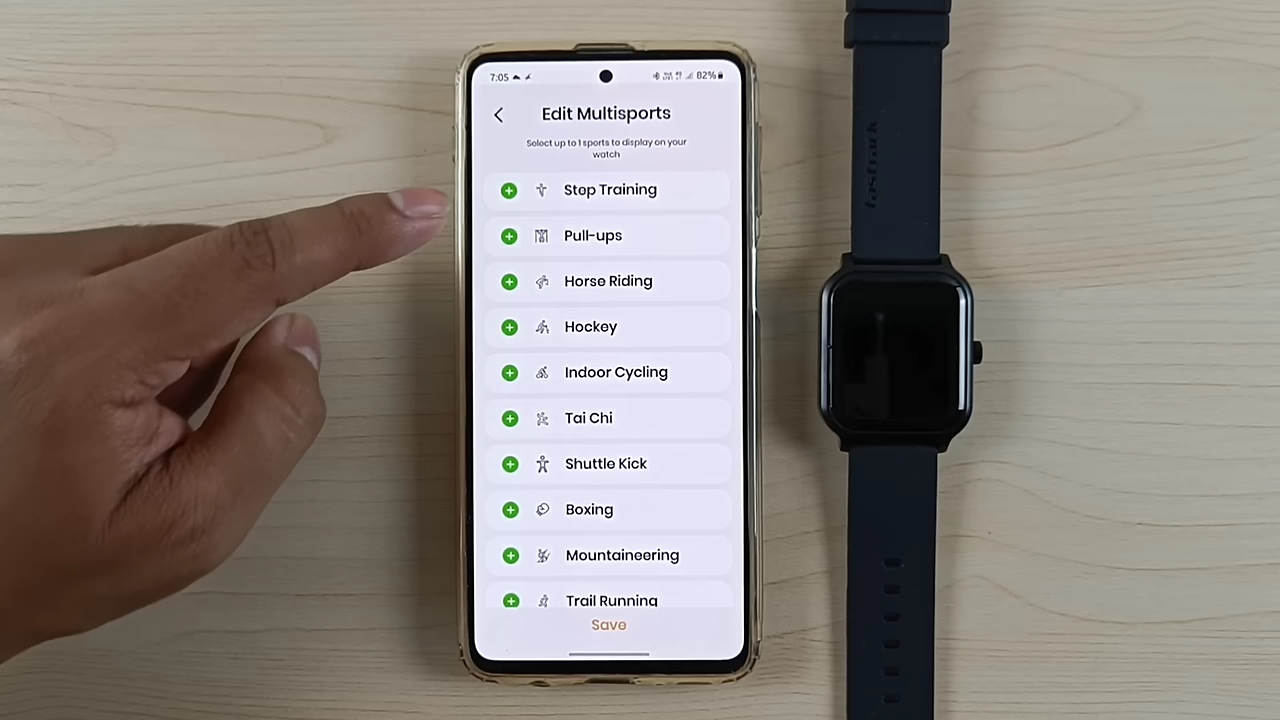 7:05
82%
Edit Multisports
Select up to 1 sports to display on your
watch
Step Training
Pull-ups
Horse Riding
Hockey
Indoor Cycling
Tai Chi
Shuttle Kick
Boxing
Mountaineering
Trail Running
Save
fastrack